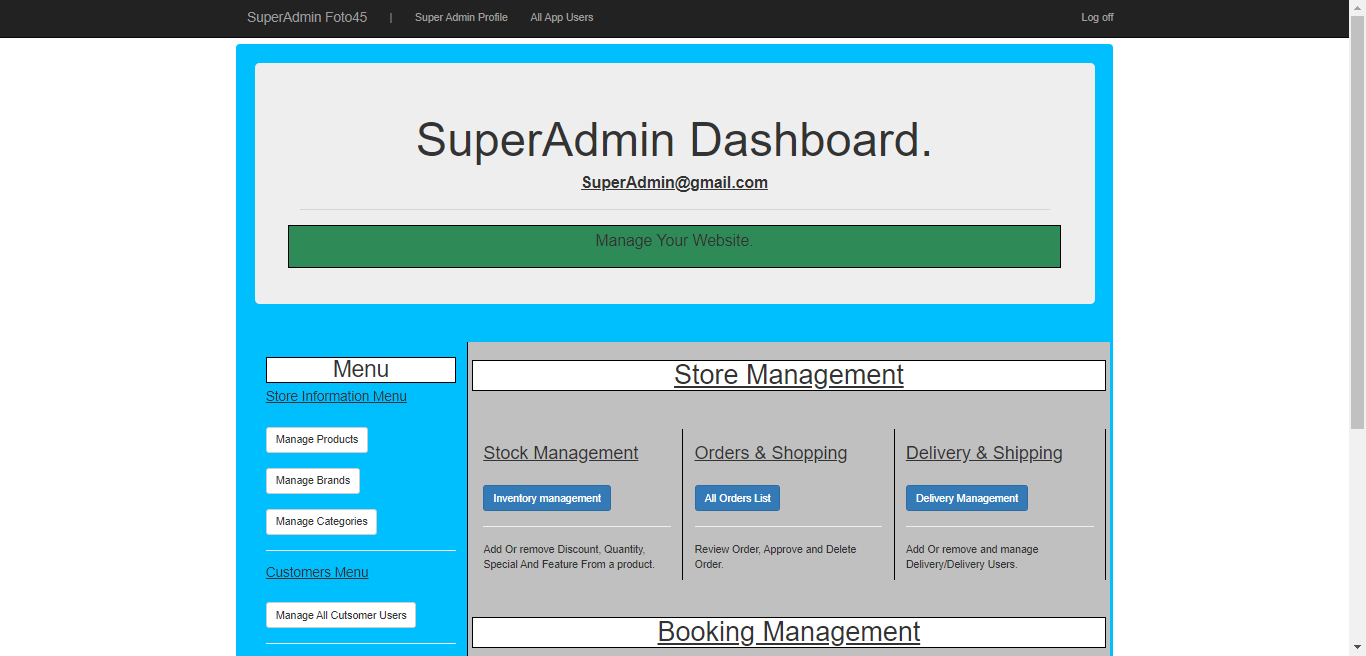 SuperAdmin Foto45 | Super Admin Profile All App Users Log off
SuperAdmin Dashboard.
SuperAdmin@gmail.com
Manage Your Website.
Menu
Store Information Menu
Manage Products
Manage Brands
Manage Categories
Customers Menu
Manage All Cutsomer Users
Store Management
Stock Management
Inventory management
Add Or remove Discount, Quantity,
Special And Feature From a product.
Orders & Shopping
All Orders List
Review Order, Approve and Delete
Order.
Delivery & Shipping
Delivery Management
Add Or remove and manage
Delivery/Delivery Users.
Booking Management